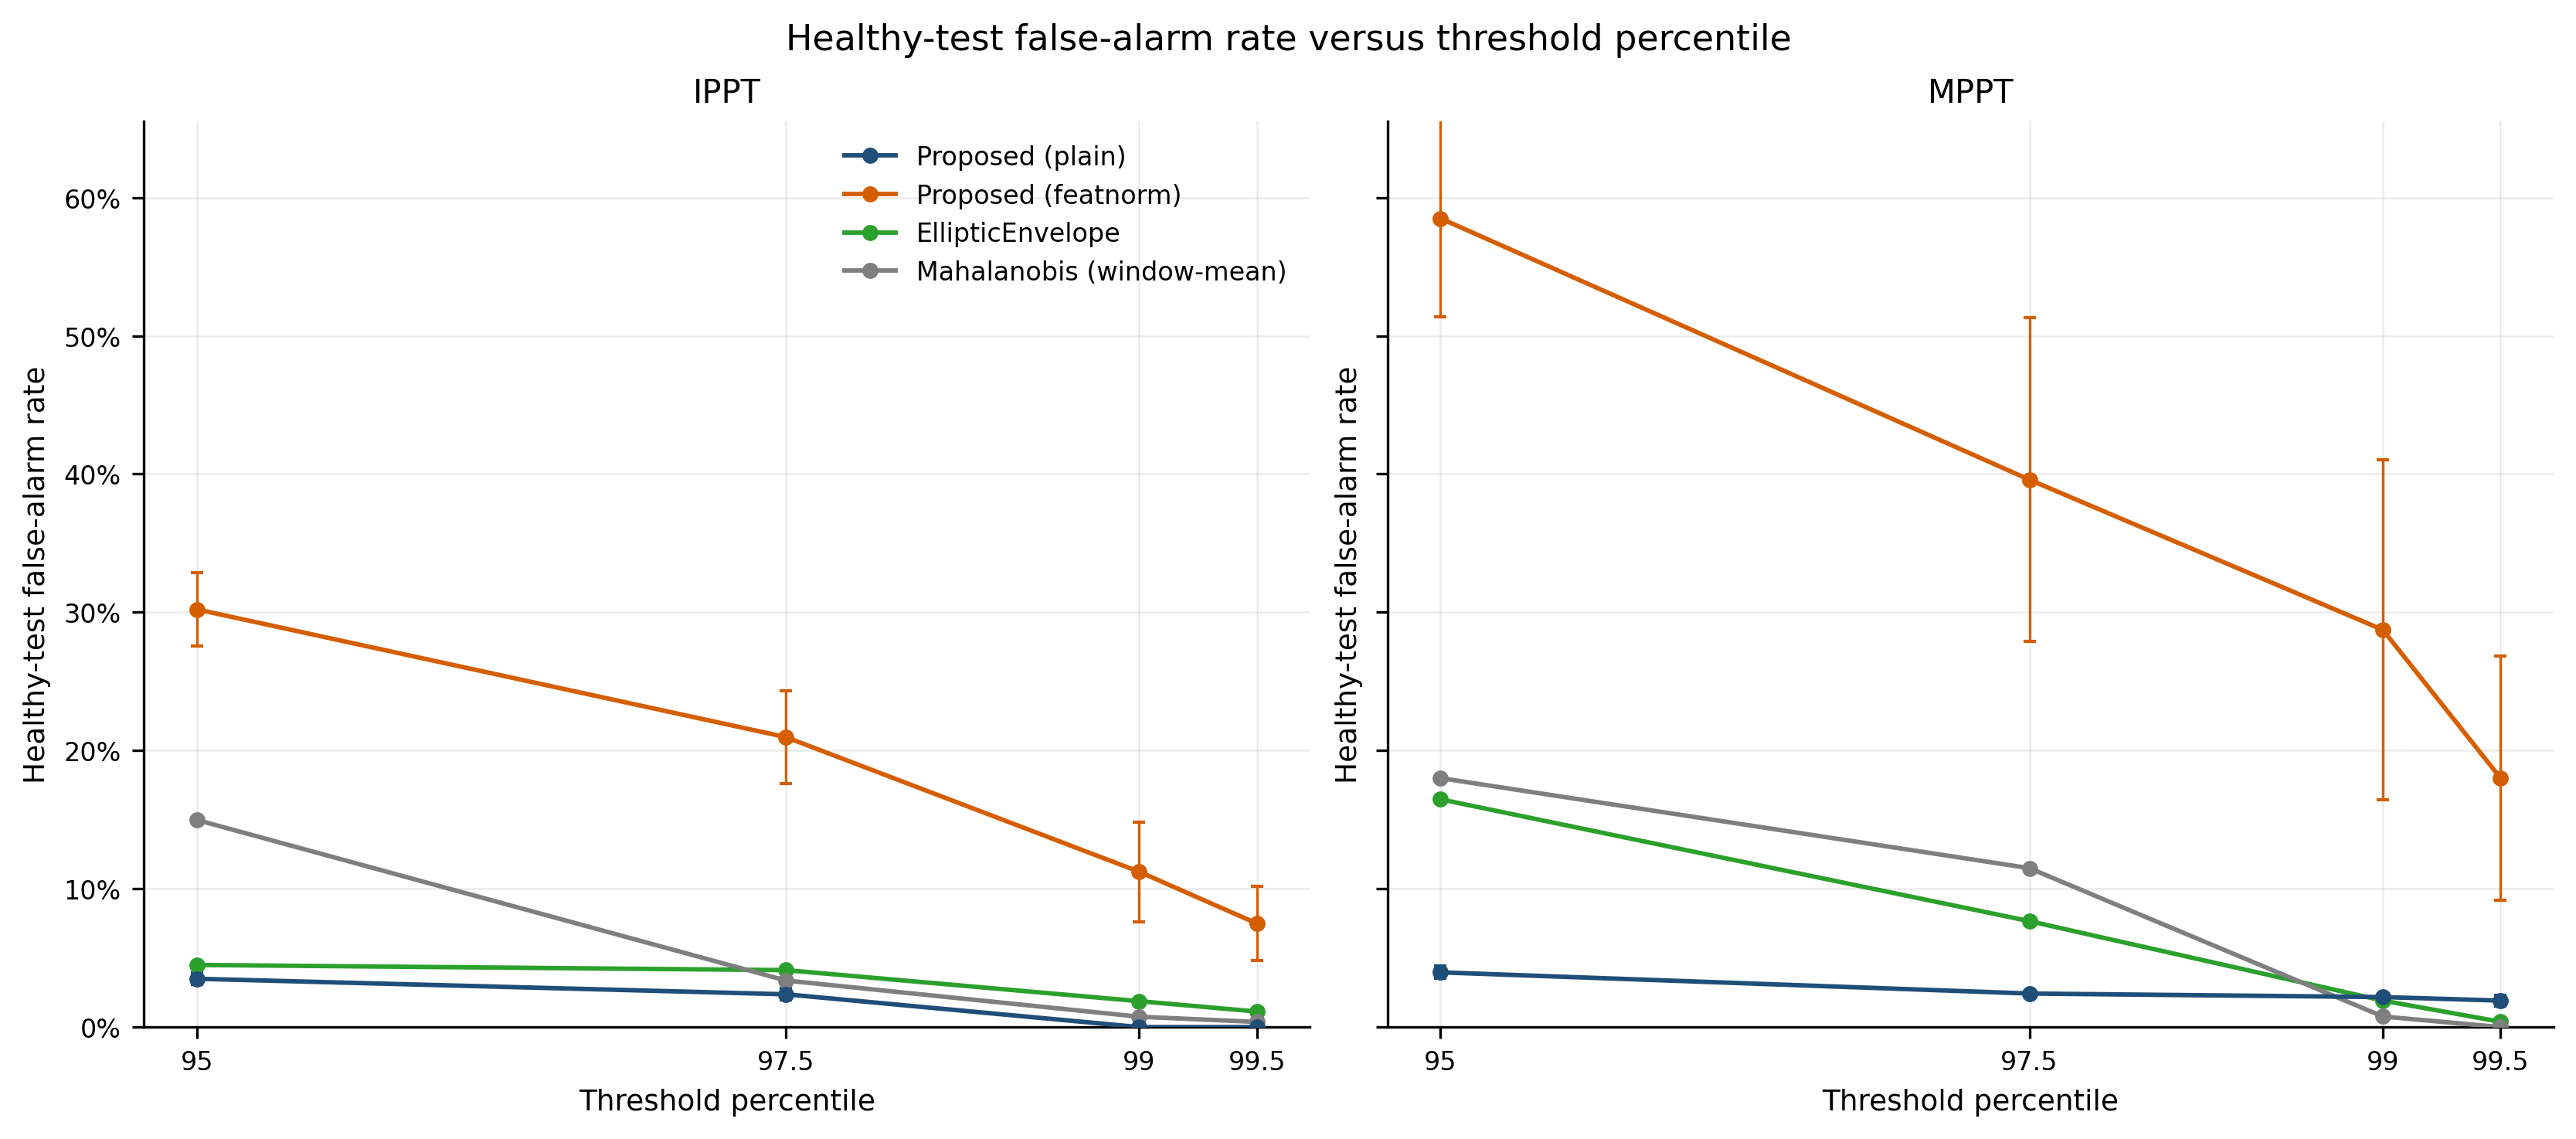 Healthy-test false-alarm rate versus threshold percentile
IPPT
Proposed (plain)
Proposed (featnorm)
EllipticEnvelope
Mahalanobis (window-mean)
Healthy-test false-alarm rate
60%
50%
40%
30%
20%
10%
0%
95
97.5
99
99.5
Threshold percentile
MPPT
Healthy-test false-alarm rate
95
97.5
99
99.5
Threshold percentile